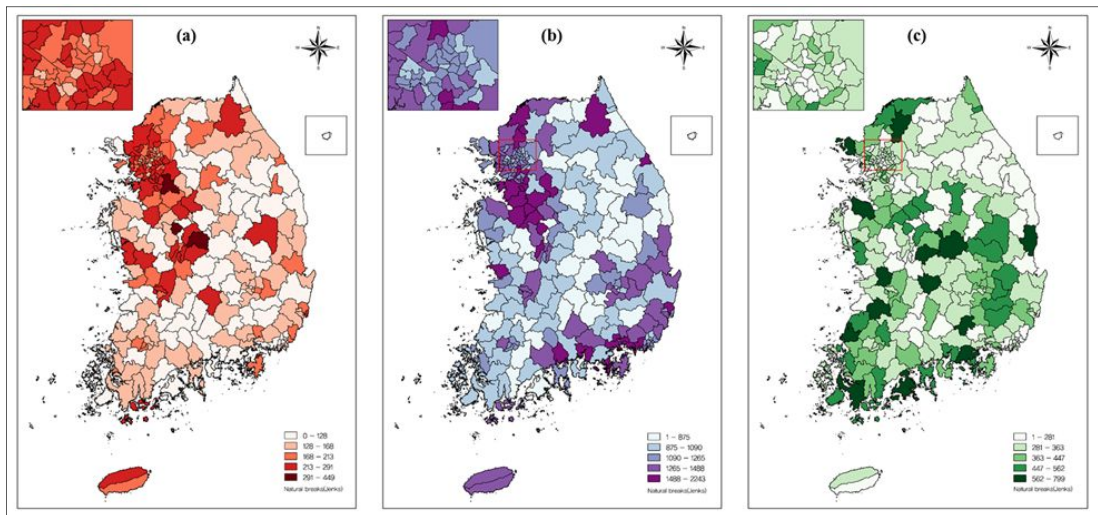 (a)
0 - 128
128 - 168
168 - 213
213 - 291
291 - 449
Natural breaks(Jenks)
(b)
1 - 875
875 - 1090
1090 - 1265
1265 - 1488
1488 - 2243
Natural breaks(Jenks)
(c)
1 - 281
281 - 363
363 - 447
447 - 562
562 - 799
Natural breaks(Jenks)